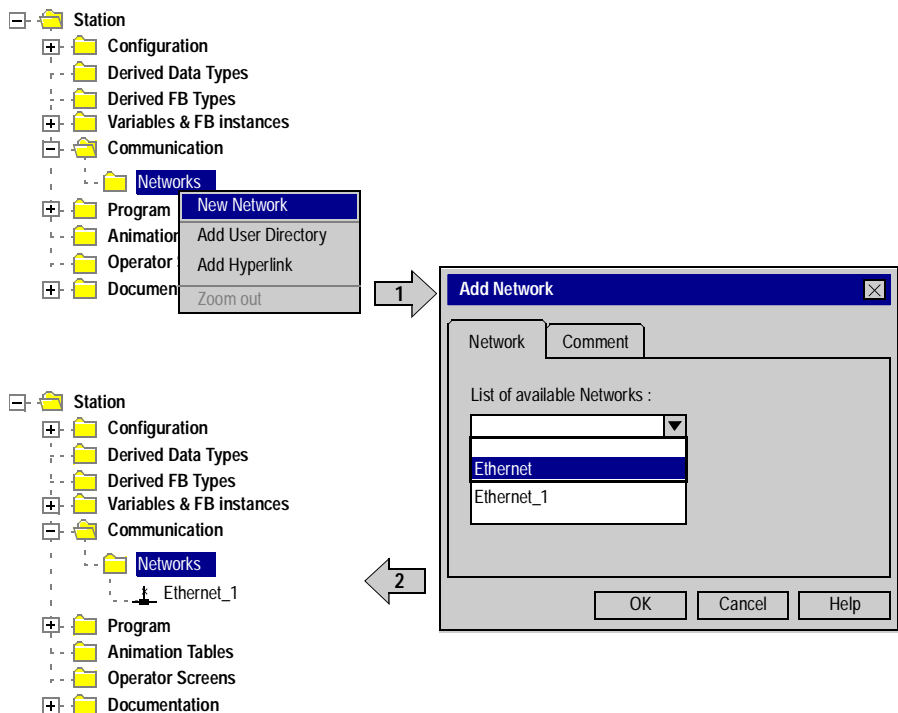 Station
Configuration
Derived Data Types
Derived FB Types
Variables & FB instances
Communication
Networks
Program
Animation
Operator
Documen
New Network
Add User Directory
Add Hyperlink
Zoom out
1
Add Network
Network
Comment
List of available Networks :
Ethernet
Ethernet_1
OK
Cancel
Help
2
Station
Configuration
Derived Data Types
Derived FB Types
Variables & FB instances
Communication
Networks
Ethernet_1
Program
Animation Tables
Operator Screens
Documentation